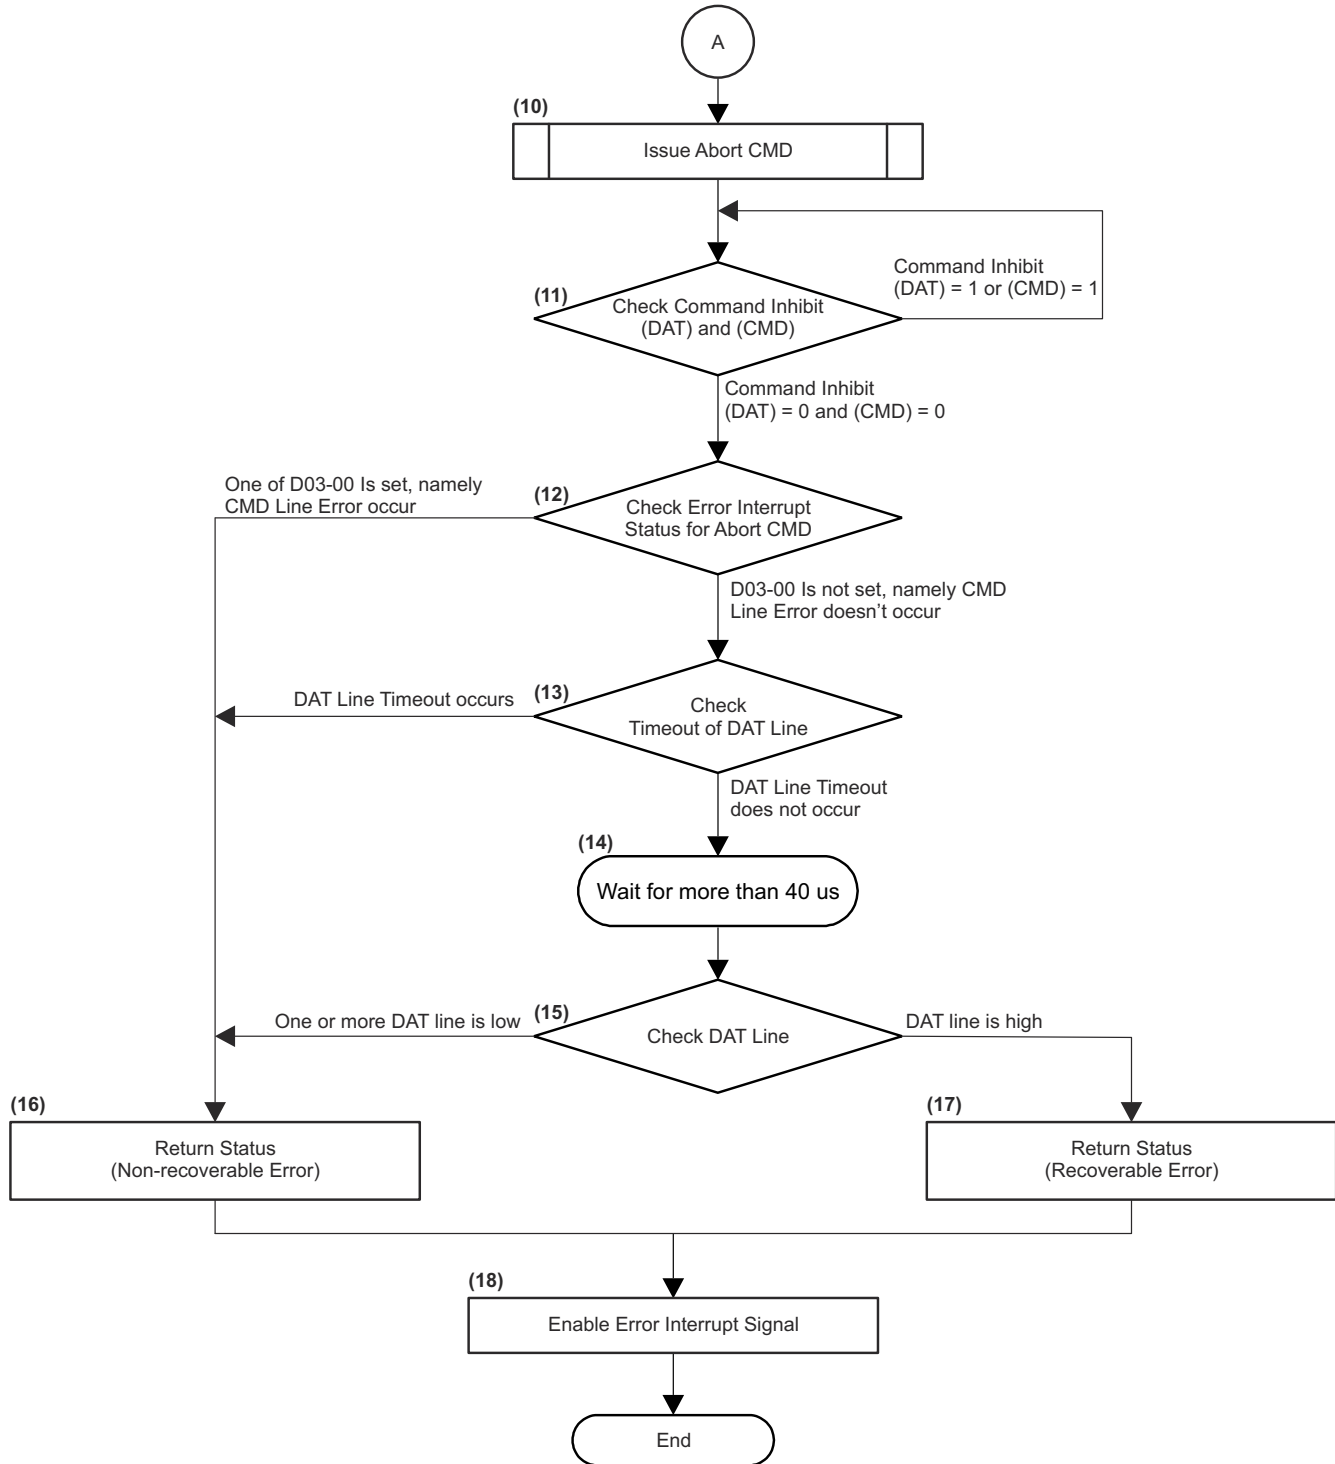 A
(10)
Issue Abort CMD
Command Inhibit
(DAT) = 1 or (CMD) = 1
(11)
Check Command Inhibit
(DAT) and (CMD)
Command Inhibit
(DAT) = 0 and (CMD) = 0
One of D03-00 Is set, namely
CMD Line Error occur
(12)
Check Error Interrupt
Status for Abort CMD
D03-00 Is not set, namely CMD
Line Error doesn't occur
DAT Line Timeout occurs
(13)
Check
Timeout of DAT Line
DAT Line Timeout
does not occur
(14)
Wait for more than 40 us
One or more DAT line is low
(15)
Check DAT Line
DAT line is high
(16)
Return Status
(Non-recoverable Error)
(17)
Return Status
(Recoverable Error)
(18)
Enable Error Interrupt Signal
End